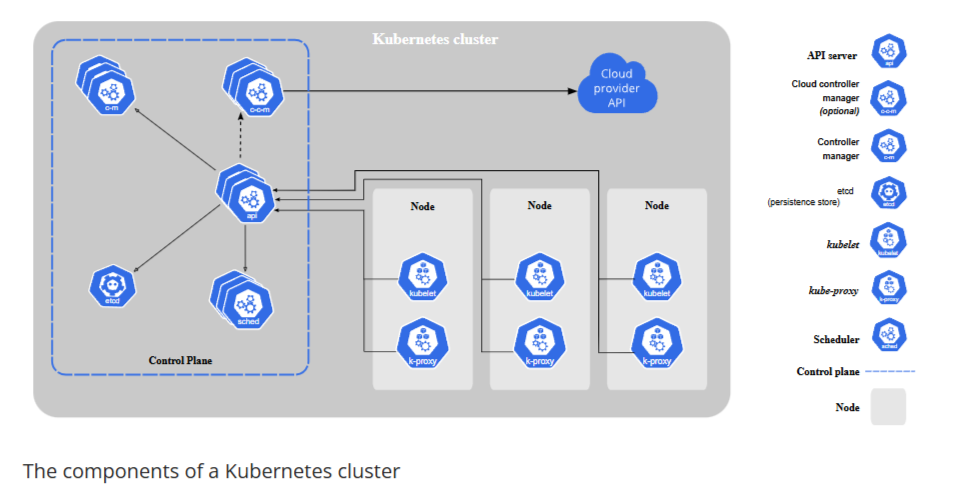 Kubernetes cluster
c-m
c-c-m
Cloud
provider
API
api
etcd
sched
Control Plane
Node
Node
Node
kubelet
kubelet
kubelet
k-proxy
k-proxy
k-proxy
API server
api
Cloud controller
manager
(optional)
c-c-m
Controller
manager
c-m
etcd
(persistence store)
etcd
kubelet
kubelet
kube-proxy
k-proxy
Scheduler
sched
Control plane
Node
The components of a Kubernetes cluster